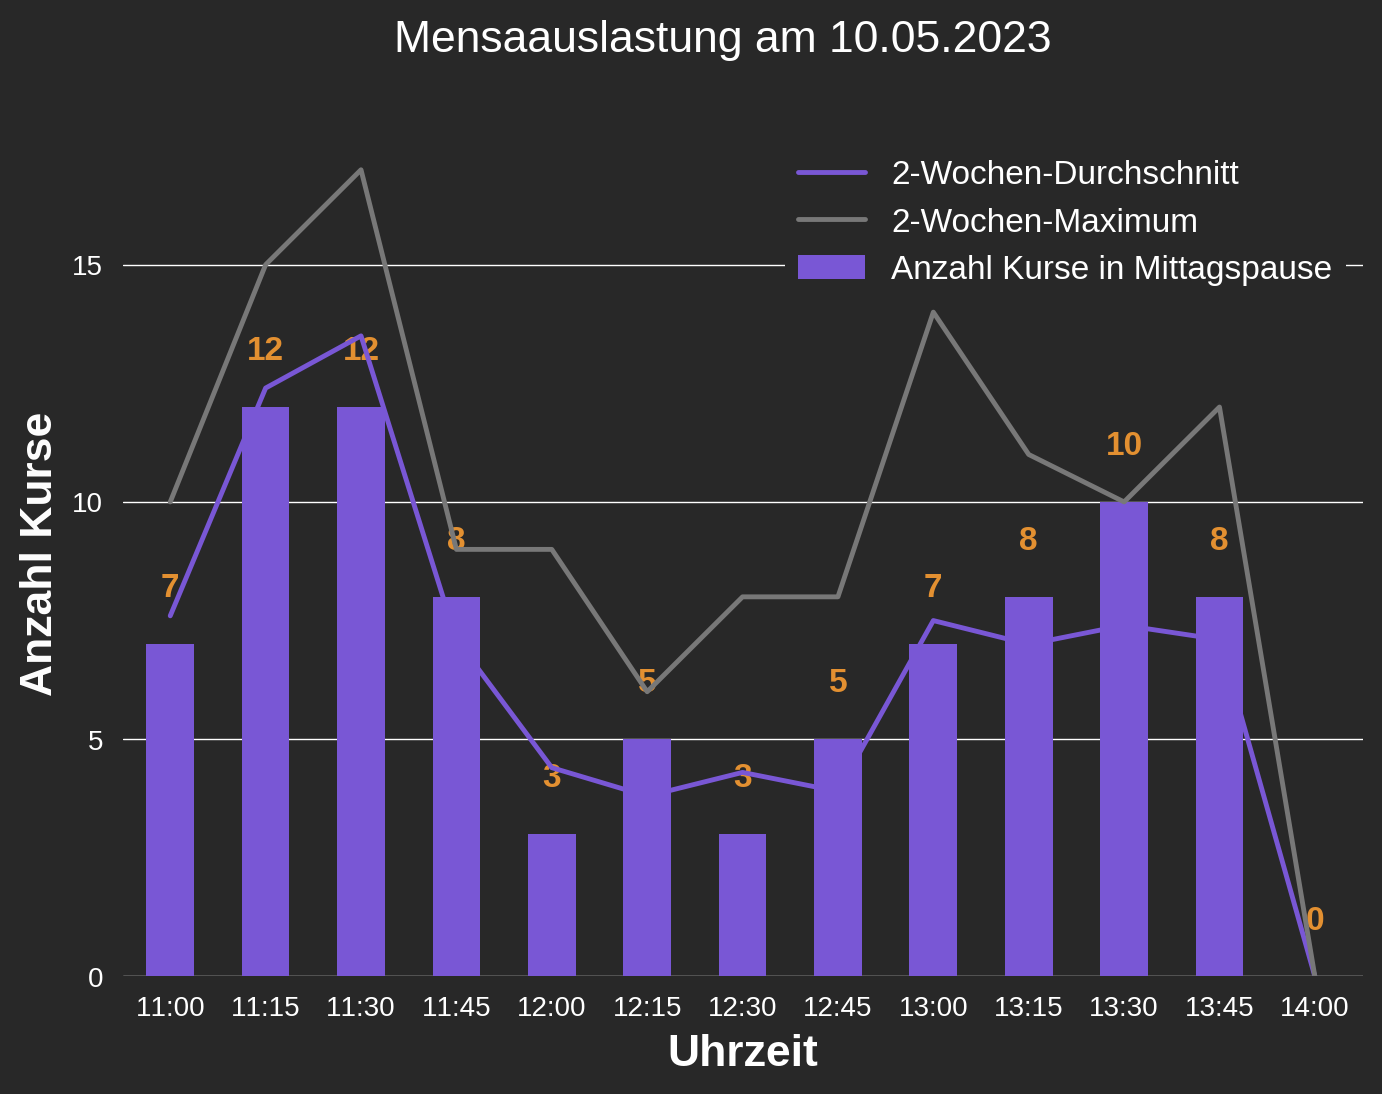 Mensaauslastung am 10.05.2023
2-Wochen-Durchschnitt
2-Wochen-Maximum
Anzahl Kurse in Mittagspause
Anzahl Kurse
15
10
5
0
7
12
12
8
3
5
3
5
7
8
10
8
0
11:00 11:15 11:30 11:45 12:00 12:15 12:30 12:45 13:00 13:15 13:30 13:45 14:00
Uhrzeit